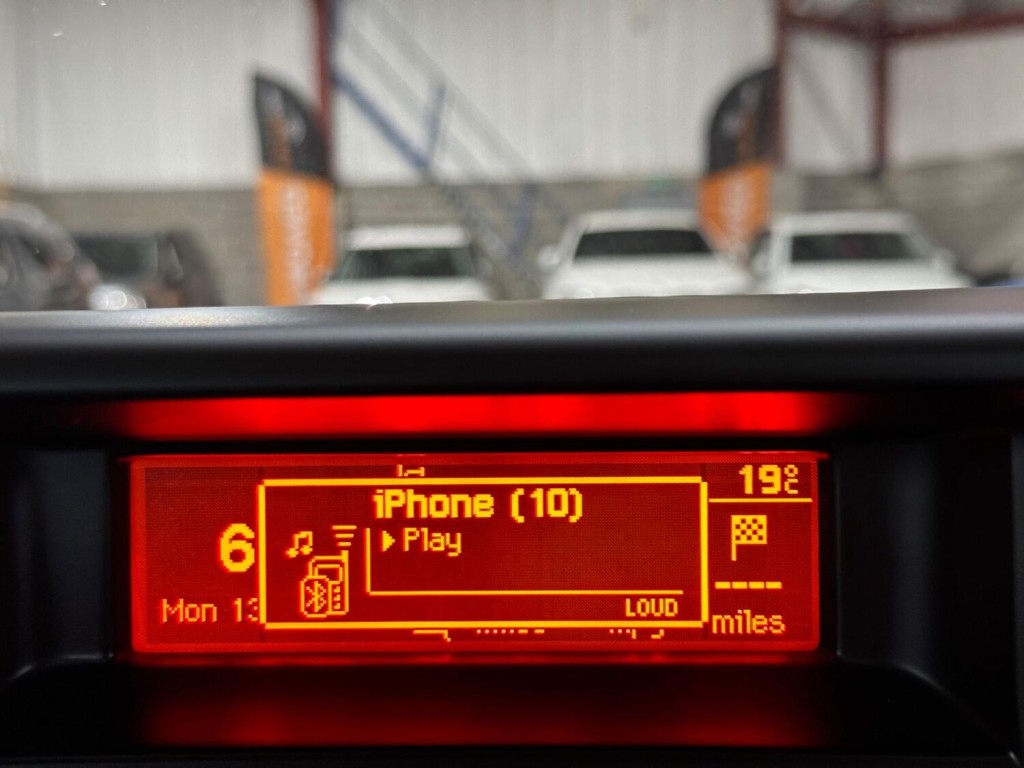 19°C
iPhone (10)
Play
6
Mon 13
LOUD
----
miles